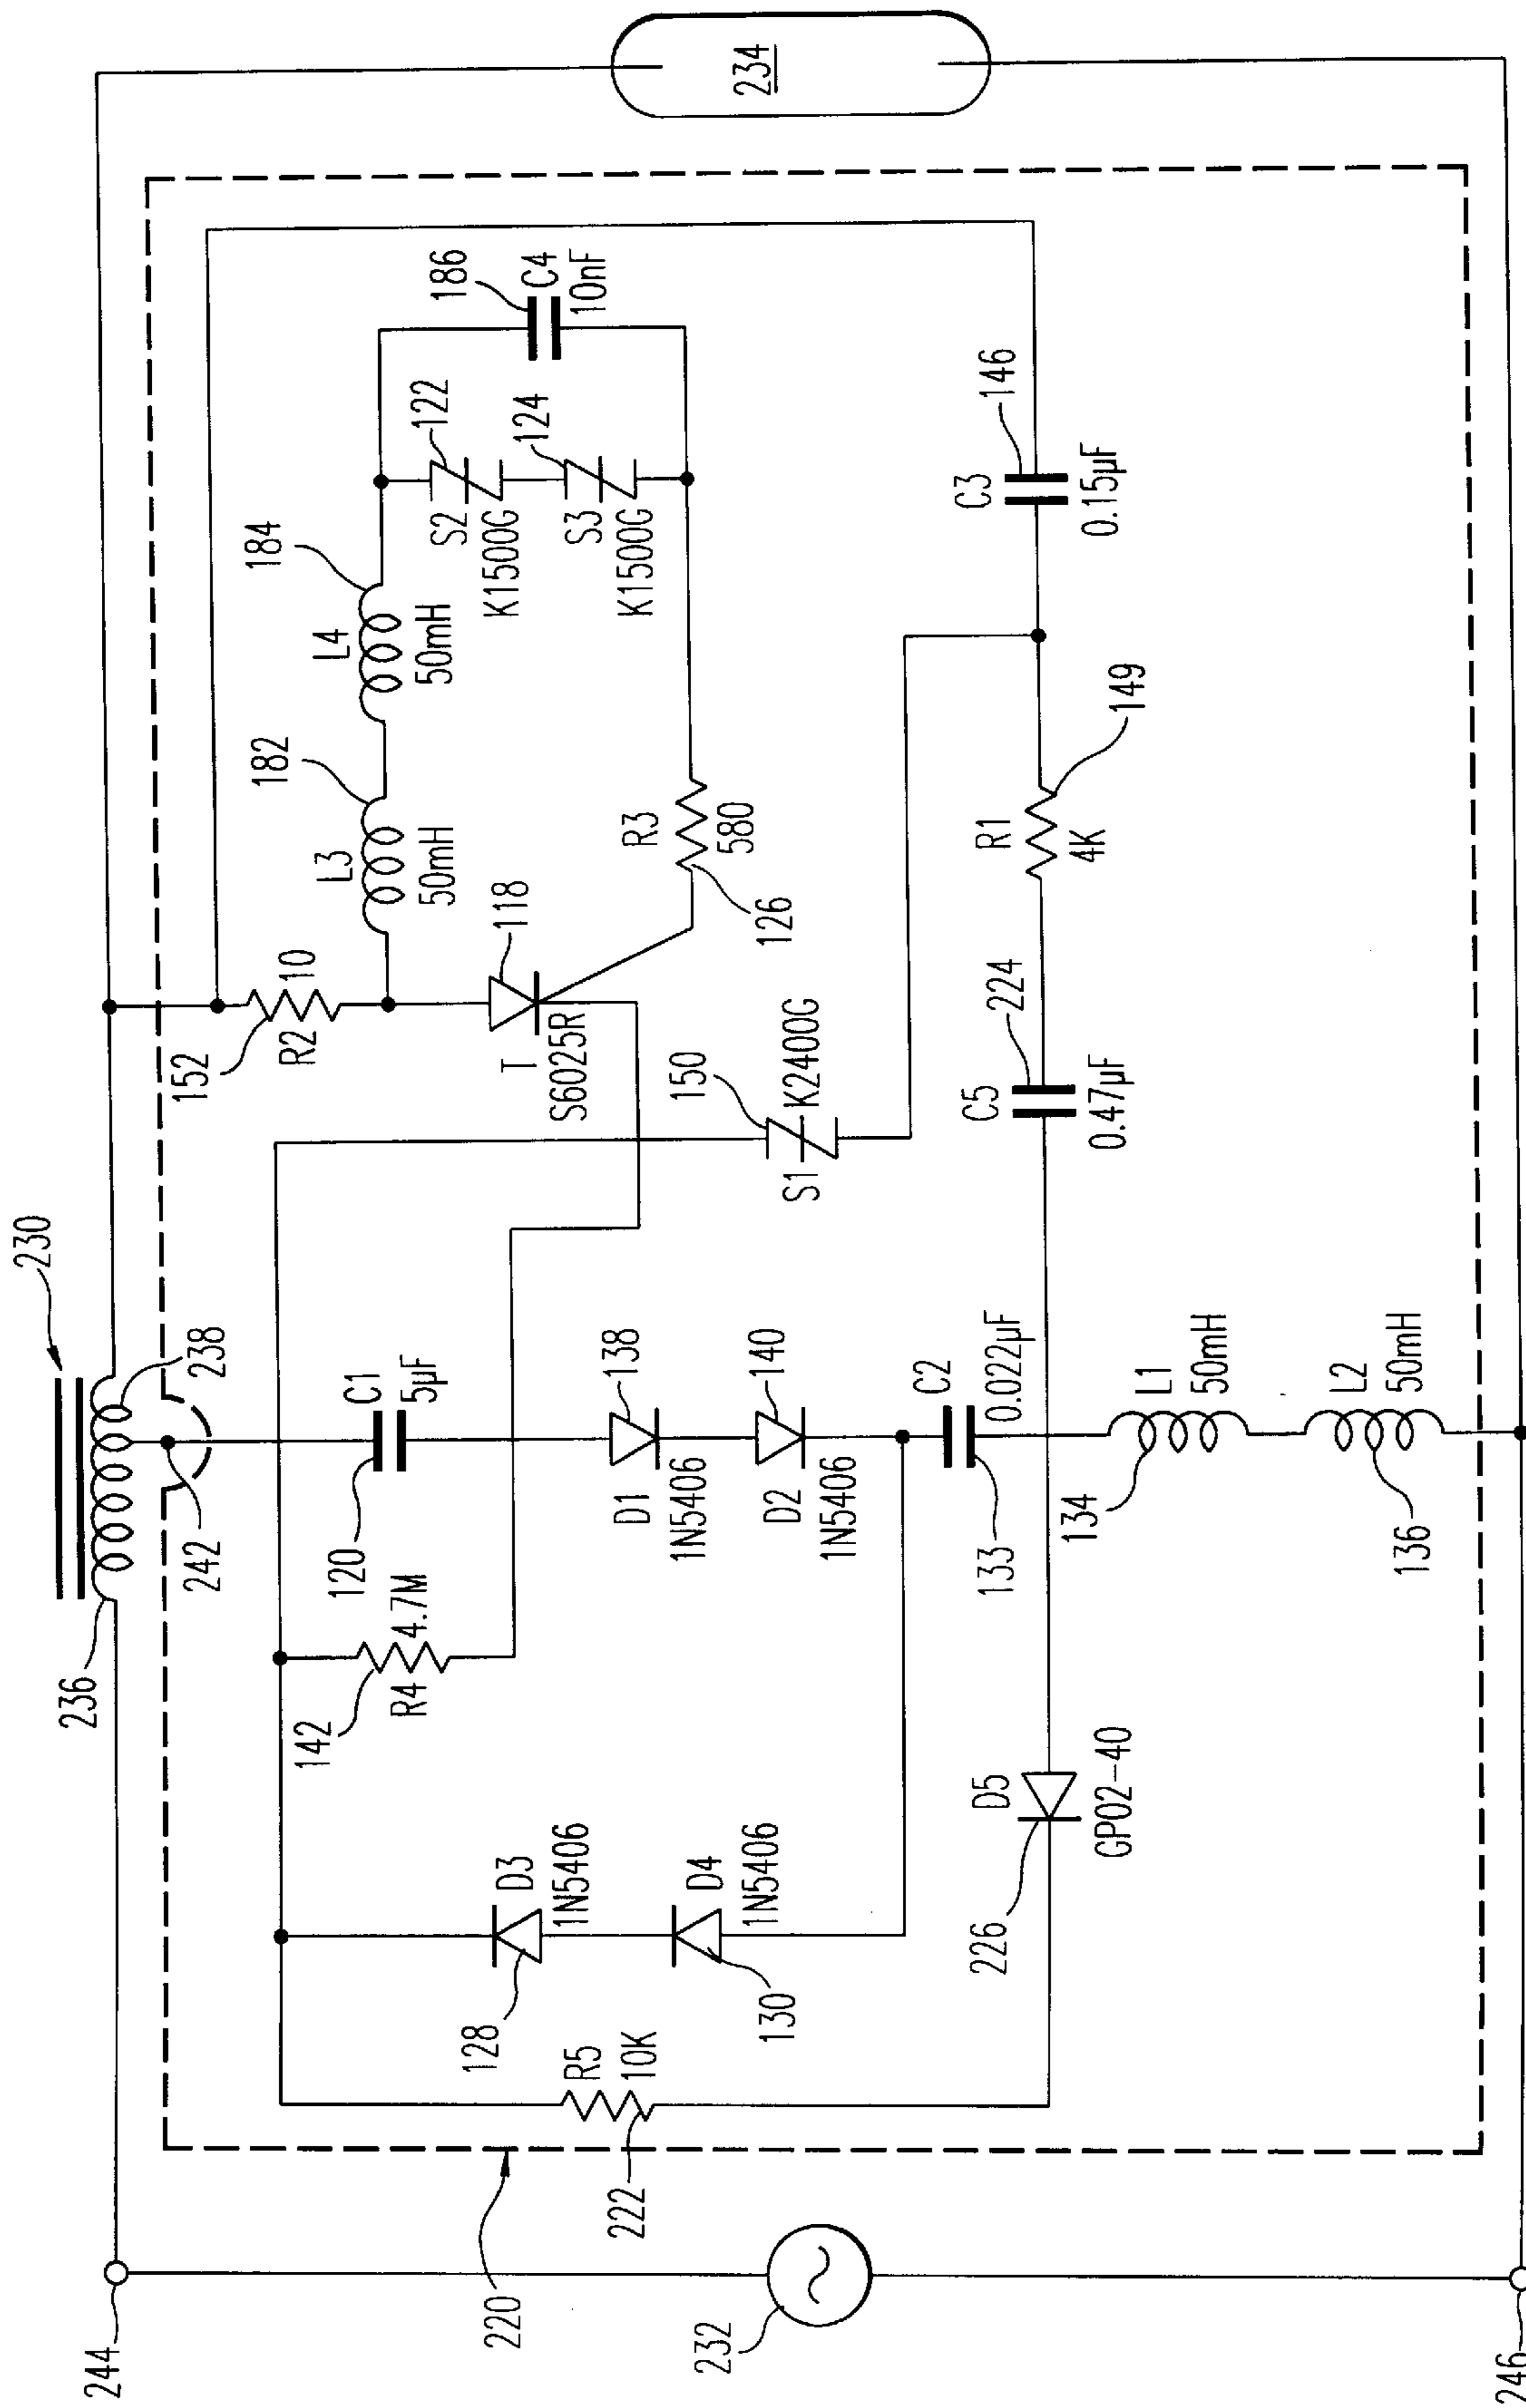 230
236
238
242
244
246
232
234
220
222
R5
10K
128
D3
1N5406
130
D4
1N5406
142
R4
4.7M
120
C1
5µF
D1
138
1N5406
D2
140
1N5406
C2
133
0.022µF
134
L1
50mH
136
L2
50mH
D5
226
GP02-40
152
R2
10
T
118
S6025R
150
S1
K2400G
C5
224
0.47µF
R1
149
4K
C3
146
0.15µF
182
L3
50mH
184
L4
50mH
R3
580
126
122
S2
K1500G
124
S3
K1500G
186
C4
10nF